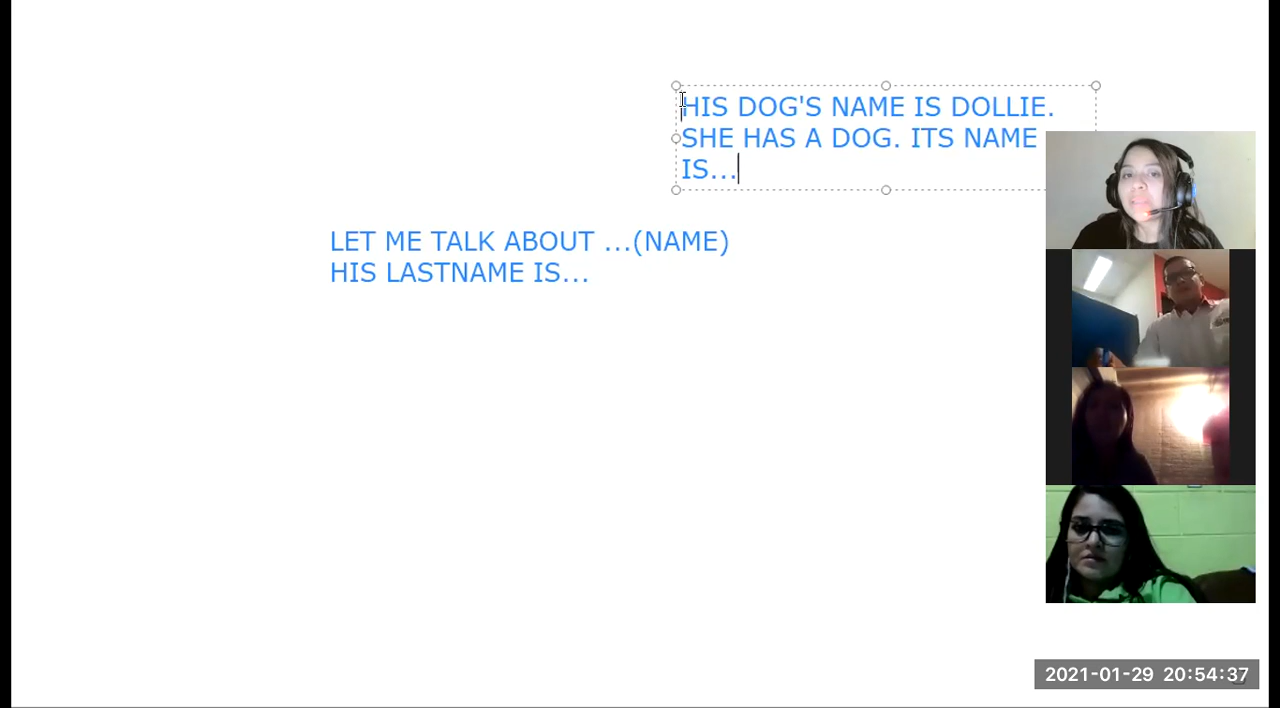 HIS DOG'S NAME IS DOLLIE.
SHE HAS A DOG. ITS NAME
IS...
LET ME TALK ABOUT ...(NAME)
HIS LASTNAME IS...
2021-01-29 20:54:37